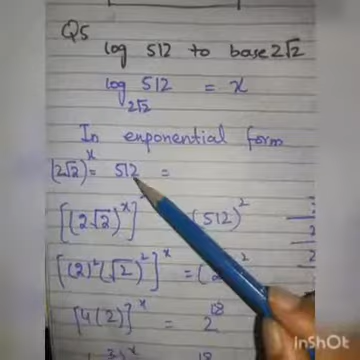 Q5
log 512 to base 2√2
log 512 = x
2√2
In exponential form
(2√2)^x = 512 =
[(2√2)^x]² (512)²
[(2)²(√2)²]^x = (2
[4(2)]^x = 2^18
InShOt